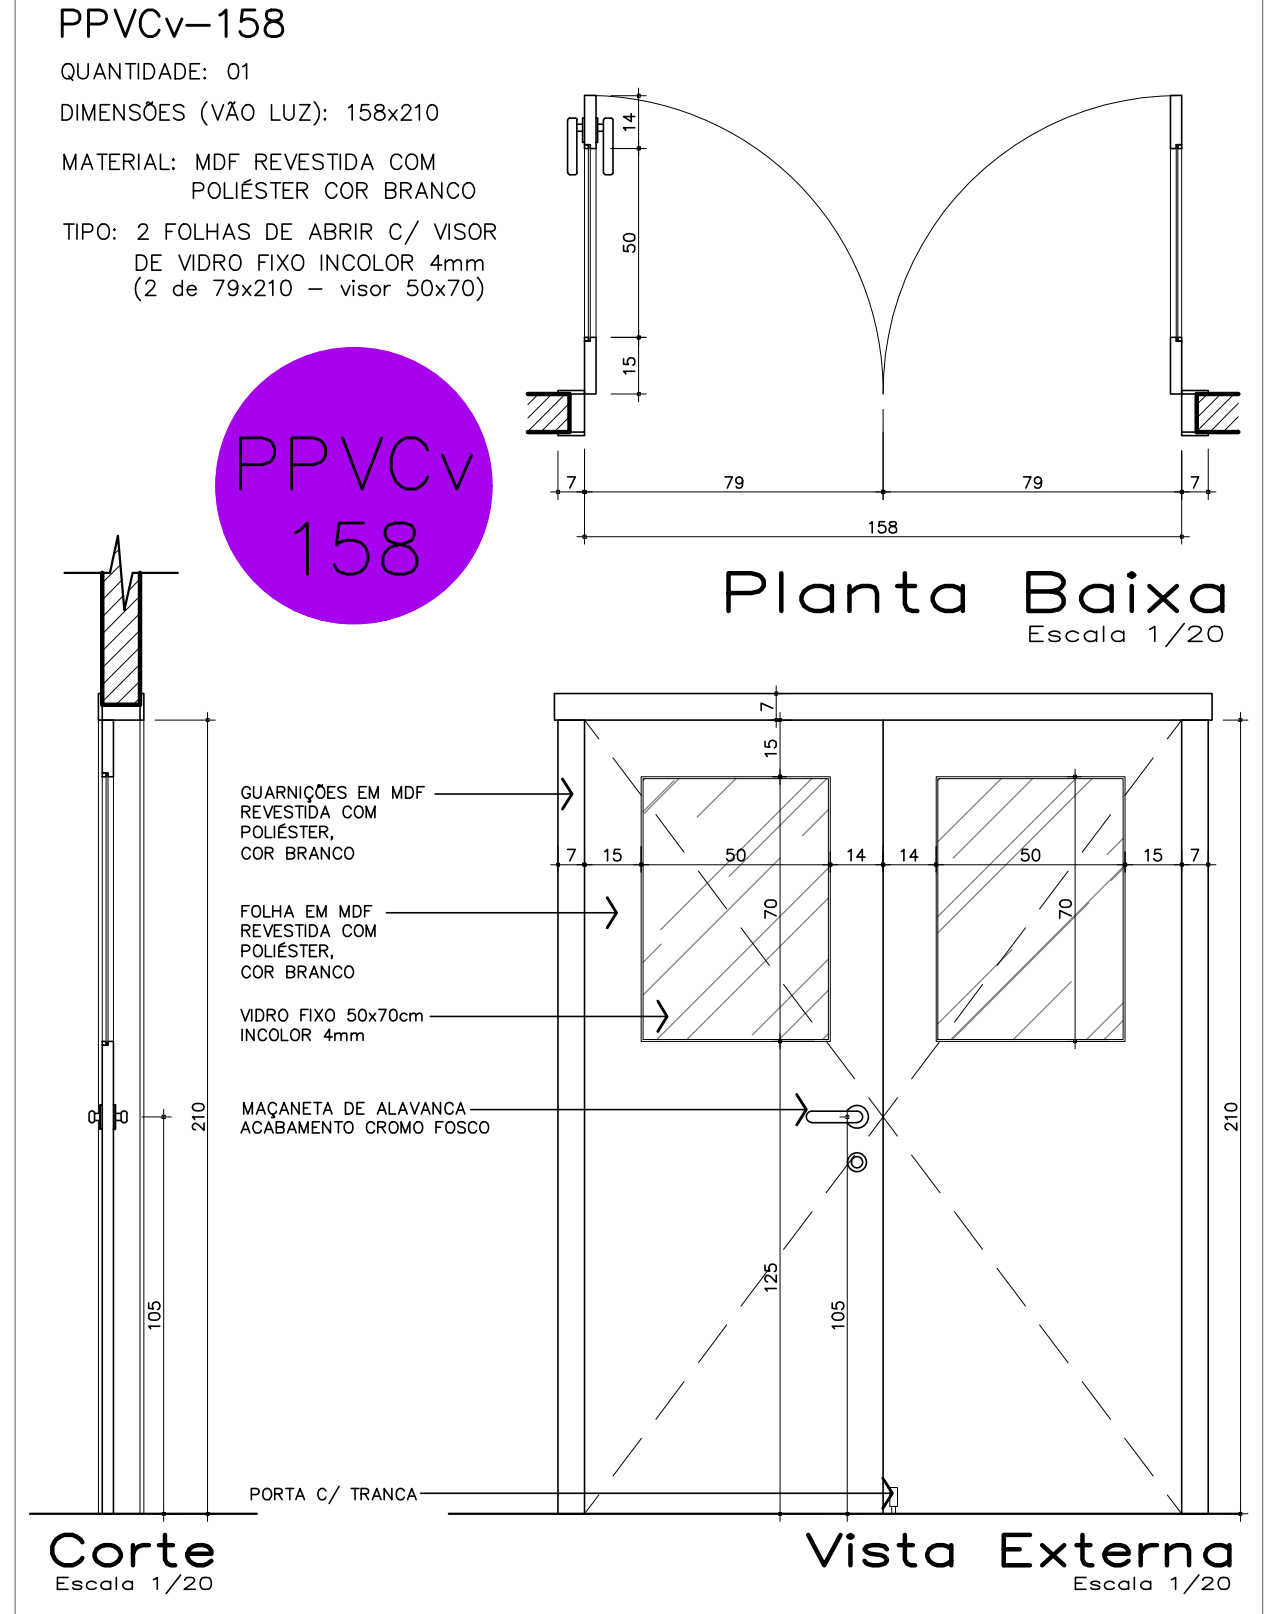 PPVCv-158
QUANTIDADE: 01
DIMENSÕES (VÃO LUZ): 158x210
MATERIAL: MDF REVESTIDA COM
POLIÉSTER COR BRANCO
TIPO: 2 FOLHAS DE ABRIR C/ VISOR
DE VIDRO FIXO INCOLOR 4mm
(2 de 79x210 – visor 50x70)
14
50
15
PPVCv
158
7 79 79 7
158
Planta Baixa
Escala 1/20
7
15
GUARNIÇÕES EM MDF
REVESTIDA COM
POLIÉSTER,
COR BRANCO
7 15 50 14 14 50 15 7
70 70
FOLHA EM MDF
REVESTIDA COM
POLIÉSTER,
COR BRANCO
VIDRO FIXO 50x70cm
INCOLOR 4mm
MAÇANETA DE ALAVANCA
ACABAMENTO CROMO FOSCO
210
210
125
105
105
PORTA C/ TRANCA
Corte
Escala 1/20
Vista Externa
Escala 1/20